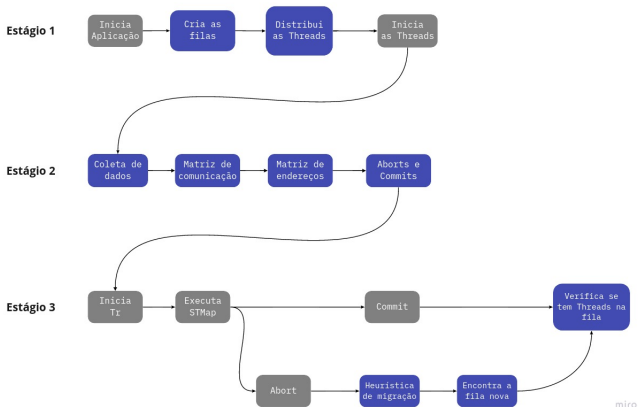 Estágio 1
Inicia
Aplicação
Cria as
filas
Distribui
as Threads
Inicia
as Threads
Estágio 2
Coleta de
dados
Matriz de
comunicação
Matriz de
endereços
Aborts e
Commits
Estágio 3
Inicia
Tr
Executa
STMap
Commit
Verifica se
tem Threads na
fila
Abort
Heurística
de migração
Encontra a
fila nova
miro